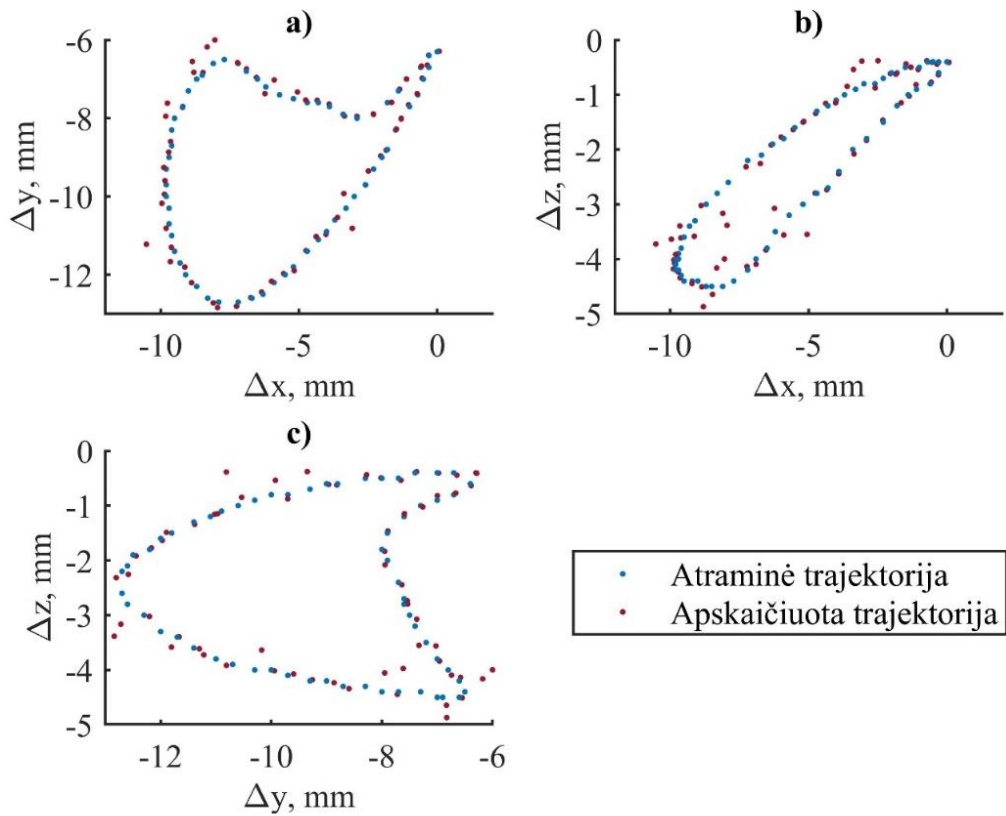 a)
-6
-8
-10
-12
Δy, mm
-10
-5
0
Δx, mm
b)
0
-1
-2
-3
-4
-5
Δz, mm
-10
-5
0
Δx, mm
c)
0
-1
-2
-3
-4
-5
Δz, mm
-12
-10
-8
-6
Δy, mm
Atraminė trajektorija
Apskaičiuota trajektorija